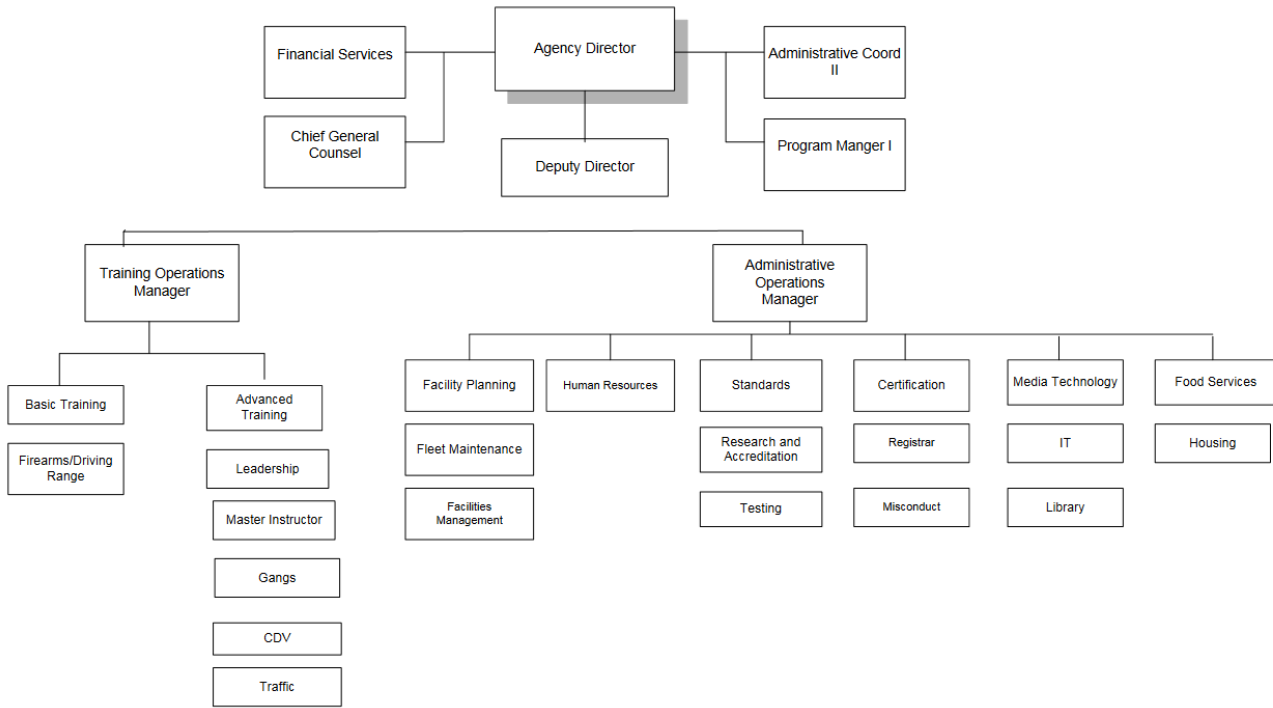 Financial Services
Agency Director
Administrative Coord
II
Chief General
Counsel
Deputy Director
Program Manger I
Training Operations
Manager
Administrative
Operations
Manager
Basic Training
Advanced
Training
Facility Planning
Human Resources
Standards
Certification
Media Technology
Food Services
Firearms/Driving
Range
Leadership
Fleet Maintenance
Research and
Accreditation
Registrar
IT
Housing
Master Instructor
Facilities
Management
Testing
Misconduct
Library
Gangs
CDV
Traffic